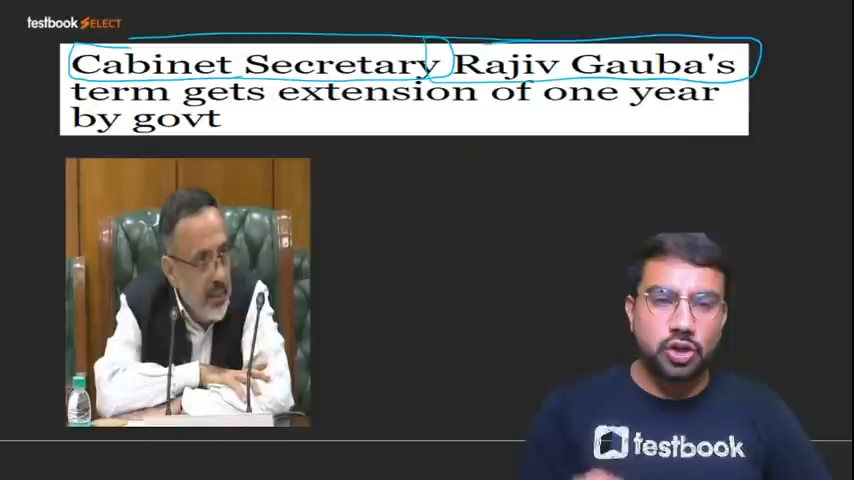 testbook SELECT
Cabinet Secretary Rajiv Gauba's
term gets extension of one year
by govt
testbook